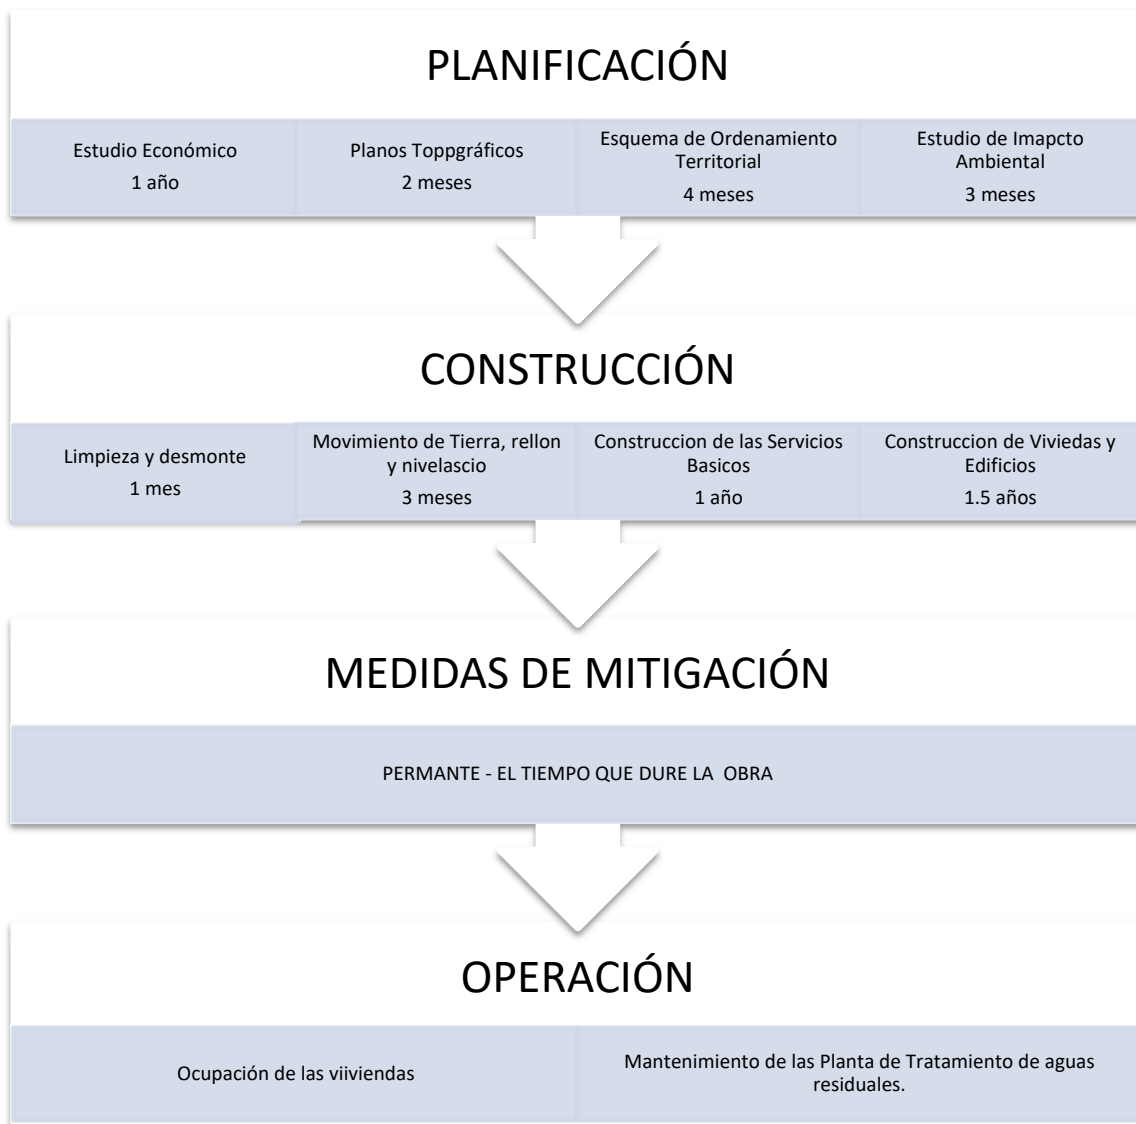 PLANIFICACIÓN
Estudio Económico
1 año
Planos Toppgráficos
2 meses
Esquema de Ordenamiento
Territorial
4 meses
Estudio de Imapcto
Ambiental
3 meses
CONSTRUCCIÓN
Limpieza y desmonte
1 mes
Movimiento de Tierra, rellon
y nivelascio
3 meses
Construccion de las Servicios
Basicos
1 año
Construccion de Viviedas y
Edificios
1.5 años
MEDIDAS DE MITIGACIÓN
PERMANTE - EL TIEMPO QUE DURE LA OBRA
OPERACIÓN
Ocupación de las viiviendas
Mantenimiento de las Planta de Tratamiento de aguas
residuales.